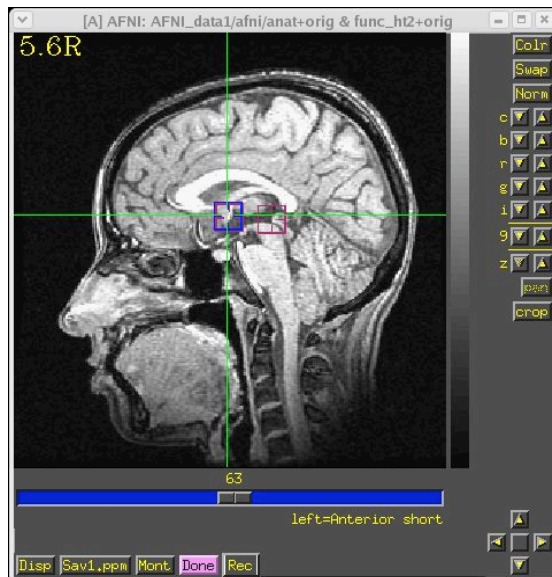 [A] AFNI: AFNI_data1/afni/anat+orig & func_ht2+orig
5.6R
Colr
Swap
Norm
c
b
r
g
i
9
z
pan
crop
63
left=Anterior short
Disp Sav1.ppm Mont Done Rec